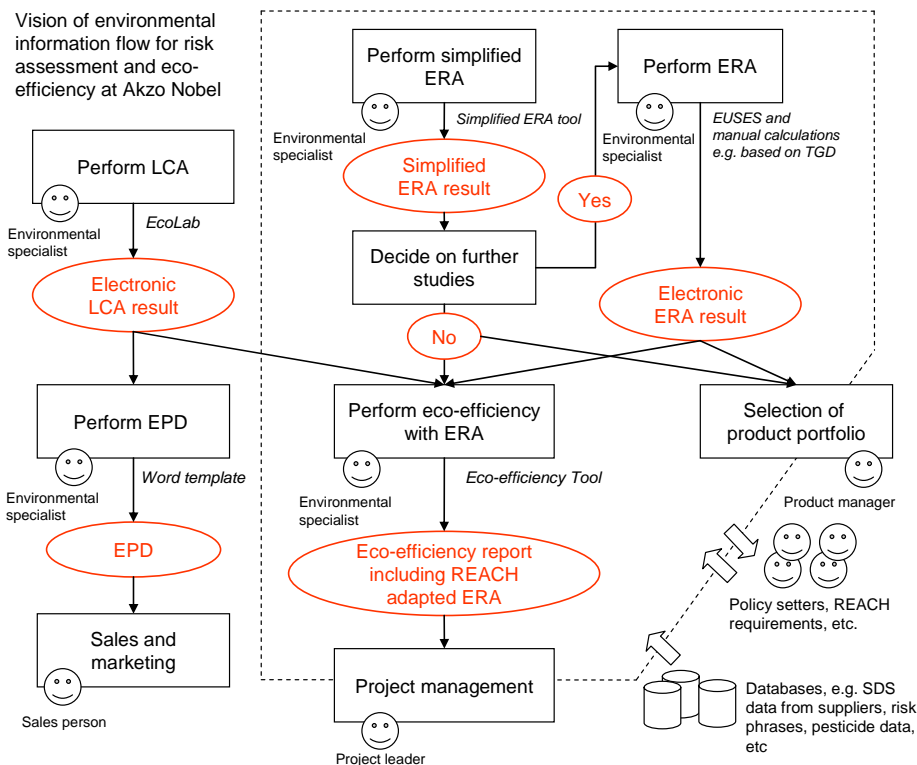 Vision of environmental
information flow for risk
assessment and eco-
efficiency at Akzo Nobel
Perform simplified
ERA
Environmental
specialist
Simplified ERA tool
Perform ERA
Environmental
specialist
EUSES and
manual calculations
e.g. based on TGD
Perform LCA
Environmental
specialist
EcoLab
Simplified
ERA result
Yes
Decide on further
studies
Electronic
LCA result
Electronic
ERA result
No
Perform EPD
Environmental
specialist
Word template
Perform eco-efficiency
with ERA
Environmental
specialist
Eco-efficiency Tool
Selection of
product portfolio
Product manager
EPD
Eco-efficiency report
including REACH
adapted ERA
Policy setters, REACH
requirements, etc.
Sales and
marketing
Sales person
Project management
Project leader
Databases, e.g. SDS
data from suppliers, risk
phrases, pesticide data,
etc